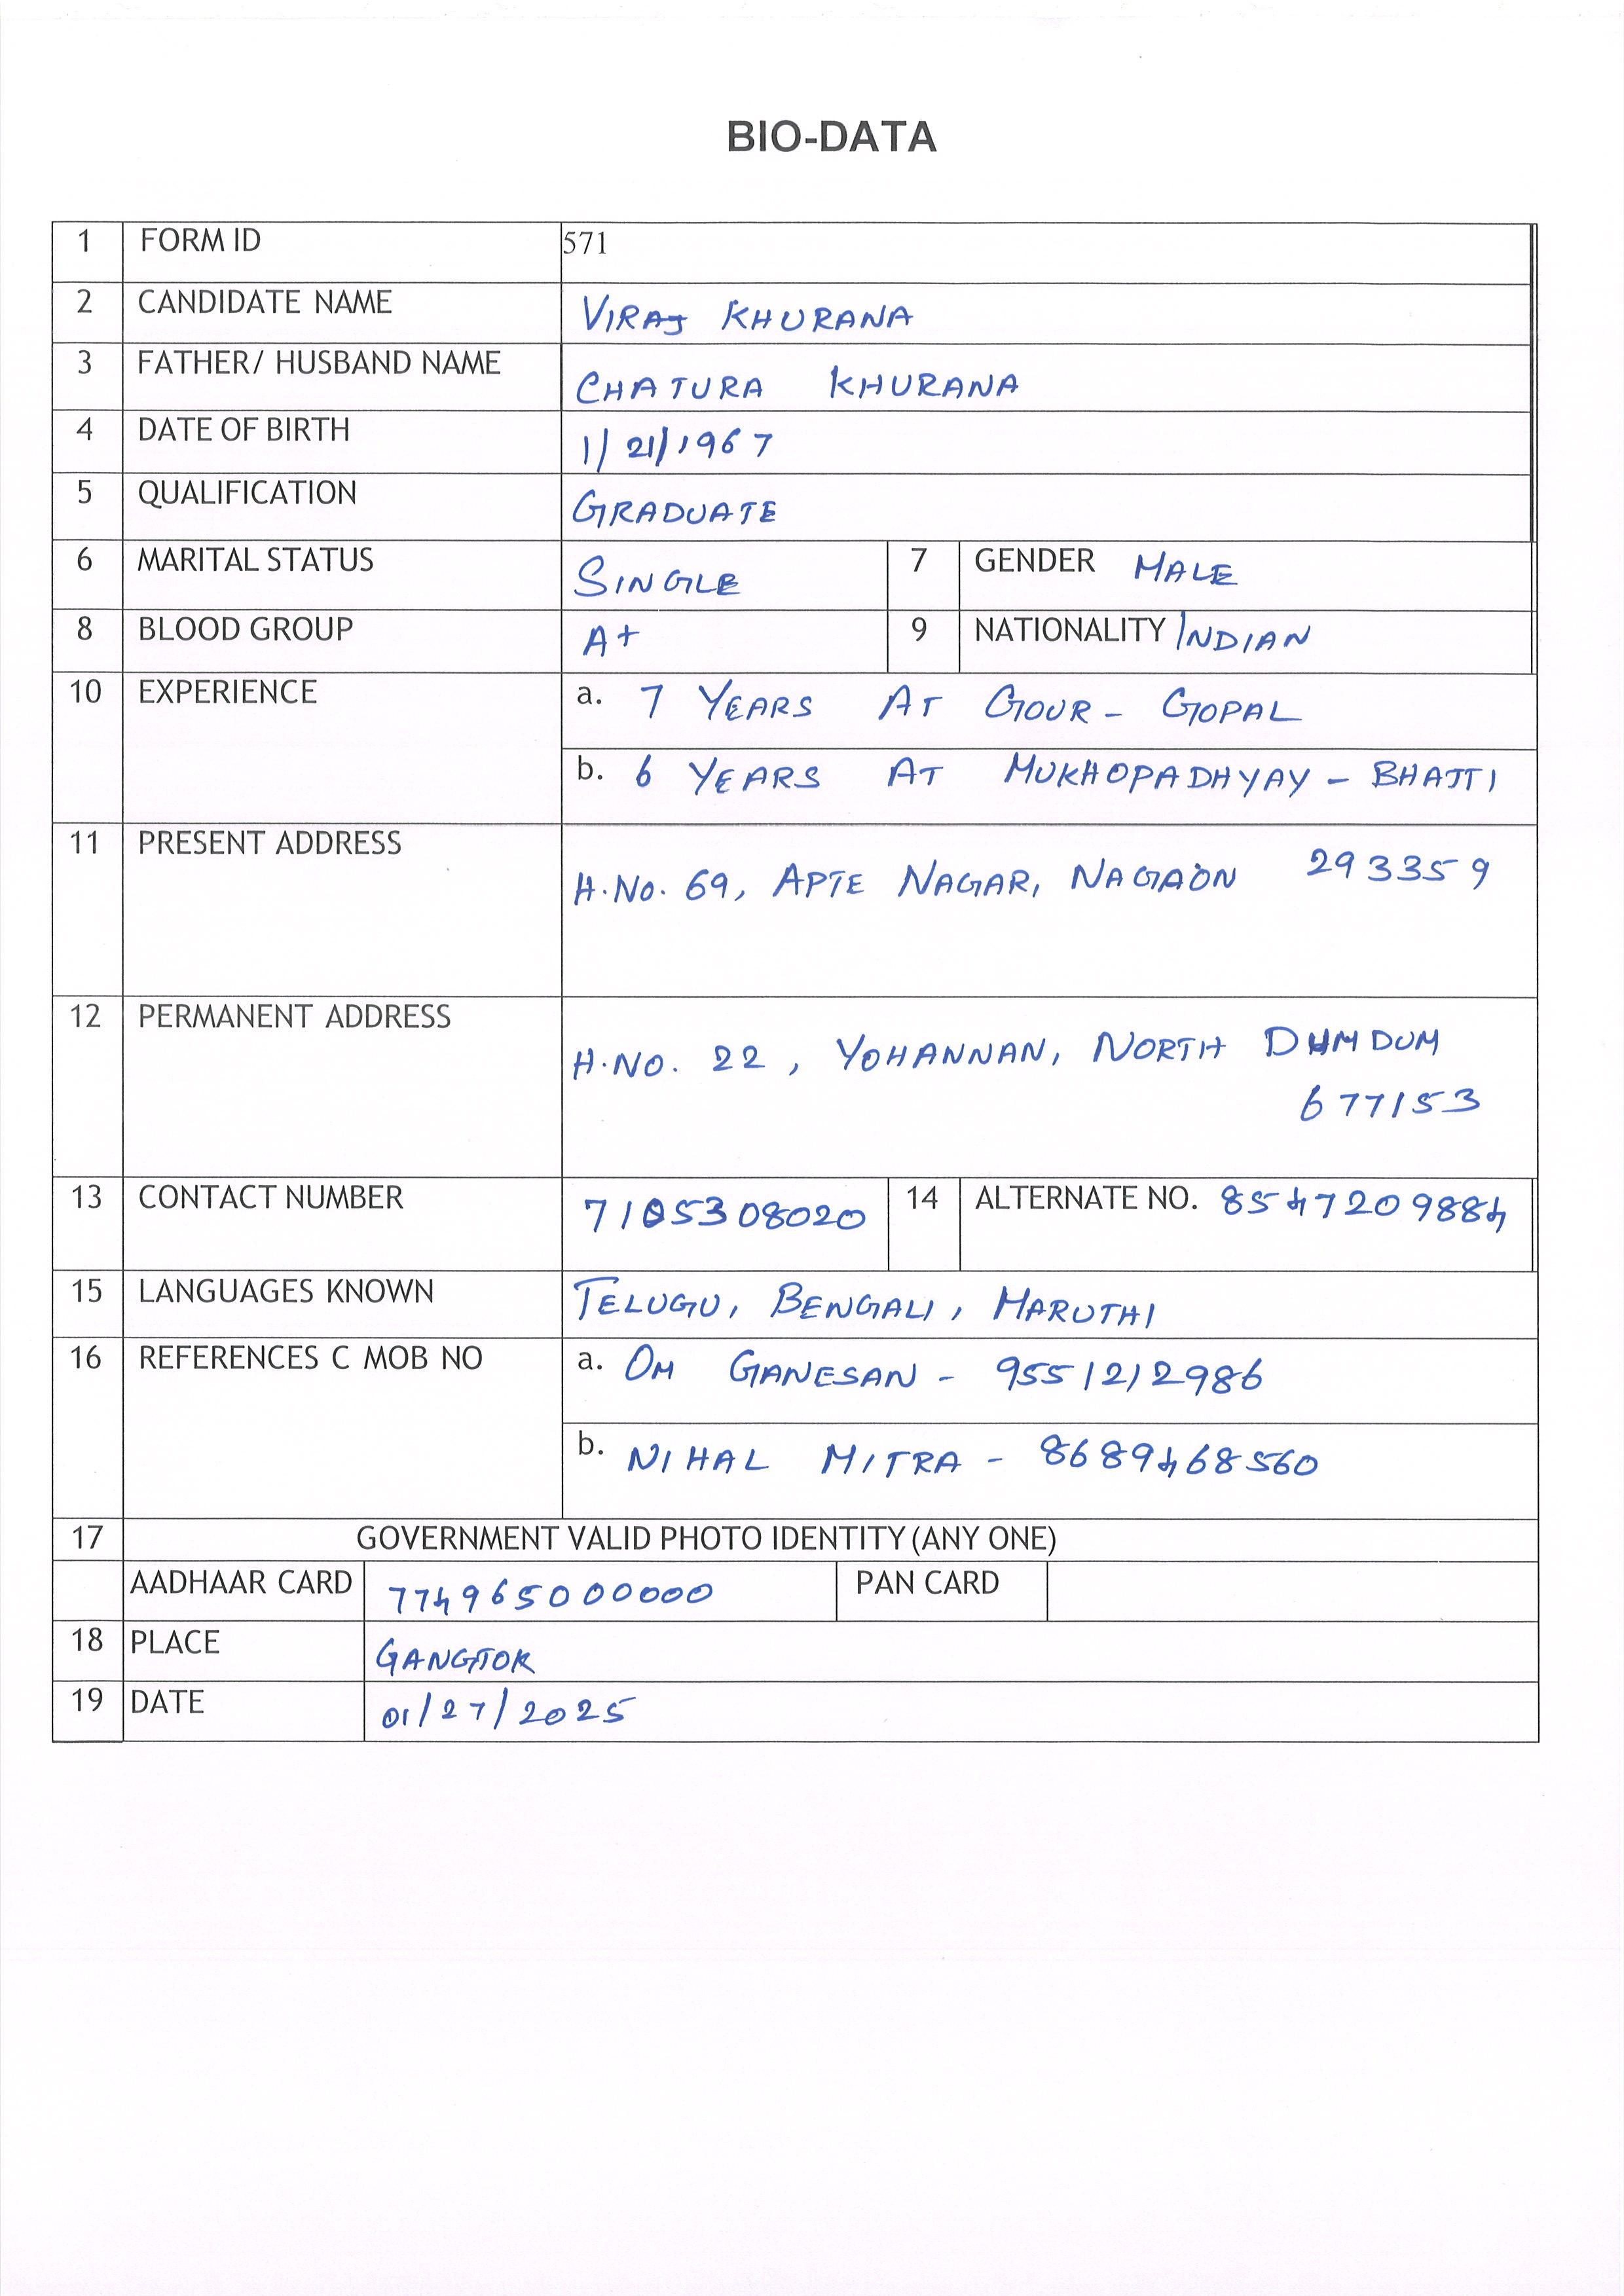 BIO-DATA
1 FORM ID 571
2 CANDIDATE NAME VIRAJ KHURANA
3 FATHER/ HUSBAND NAME CHATURA KHURANA
4 DATE OF BIRTH 1/21/1967
5 QUALIFICATION GRADUATE
6 MARITAL STATUS SINGLE 7 GENDER MALE
8 BLOOD GROUP A+ 9 NATIONALITY INDIAN
10 EXPERIENCE a. 7 YEARS AT GOUR - GOPAL
b. 6 YEARS AT MUKHOPADHYAY - BHATTI
11 PRESENT ADDRESS
H.NO. 69, APTE NAGAR, NAGAON 293359
12 PERMANENT ADDRESS
H.NO. 22, YOHANNAN, NORTH DUMDUM
677153
13 CONTACT NUMBER 7105308020 14 ALTERNATE NO. 8547209884
15 LANGUAGES KNOWN TELUGU, BENGALI, MARUTHI
16 REFERENCES C MOB NO a. OM GANESAN - 9551212986
b. NIHAL MITRA - 8689468560
17 GOVERNMENT VALID PHOTO IDENTITY (ANY ONE)
AADHAAR CARD 774965000000 PAN CARD
18 PLACE GANGTOK
19 DATE 01/27/2025